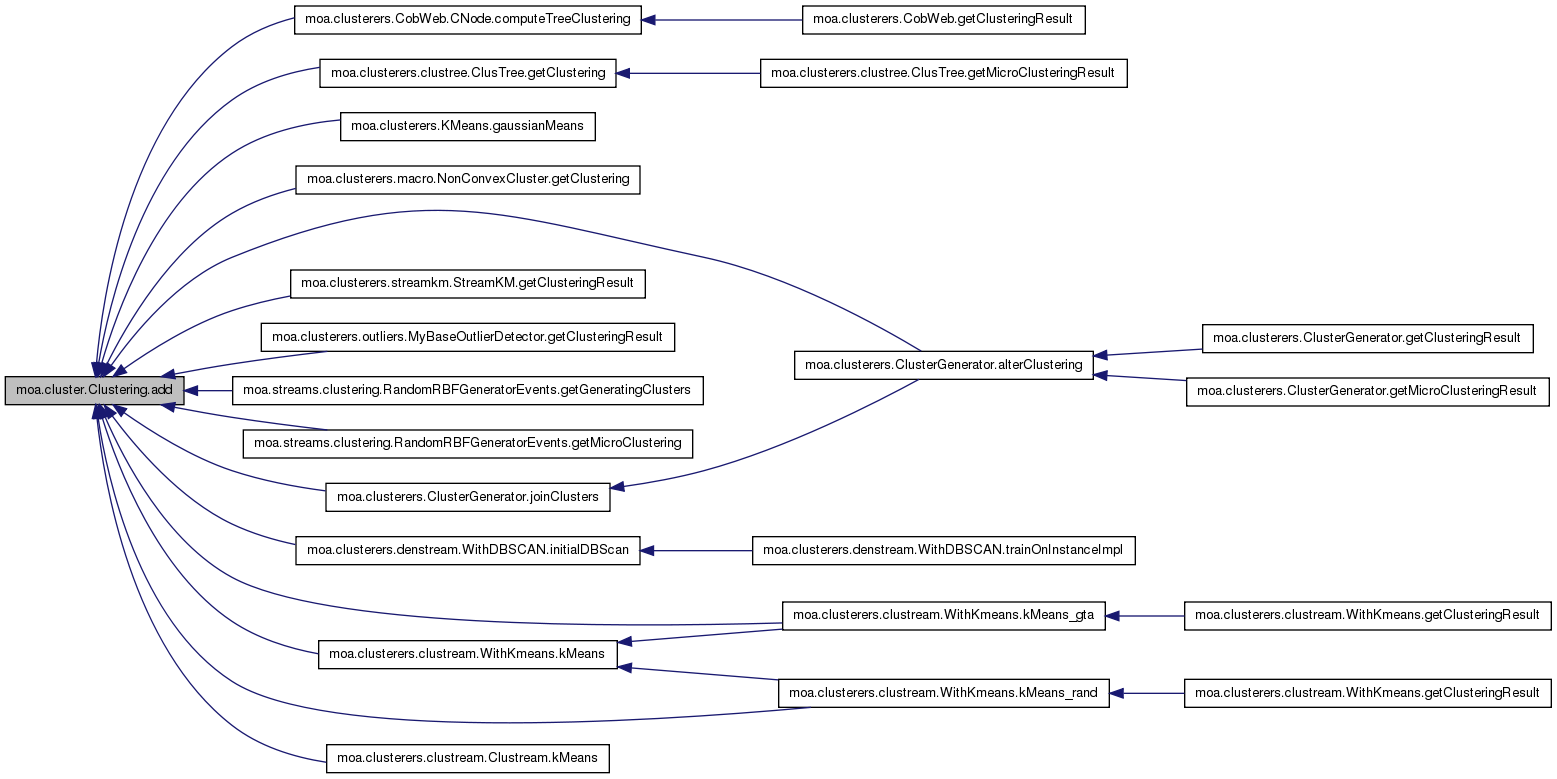 moa.clusterers.CobWeb.CNode.computeTreeClustering
moa.clusterers.CobWeb.getClusteringResult
moa.clusterers.clustree.ClusTree.getClustering
moa.clusterers.clustree.ClusTree.getMicroClusteringResult
moa.clusterers.KMeans.gaussianMeans
moa.clusterers.macro.NonConvexCluster.getClustering
moa.clusterers.streamkm.StreamKM.getClusteringResult
moa.clusterers.outliers.MyBaseOutlierDetector.getClusteringResult
moa.clusterers.ClusterGenerator.getClusteringResult
moa.clusterers.ClusterGenerator.alterClustering
moa.cluster.Clustering.add
moa.streams.clustering.RandomRBFGeneratorEvents.getGeneratingClusters
moa.clusterers.ClusterGenerator.getMicroClusteringResult
moa.streams.clustering.RandomRBFGeneratorEvents.getMicroClustering
moa.clusterers.ClusterGenerator.joinClusters
moa.clusterers.denstream.WithDBSCAN.initialDBScan
moa.clusterers.denstream.WithDBSCAN.trainOnInstanceImpl
moa.clusterers.clustream.WithKmeans.kMeans_gta
moa.clusterers.clustream.WithKmeans.getClusteringResult
moa.clusterers.clustream.WithKmeans.kMeans
moa.clusterers.clustream.WithKmeans.kMeans_rand
moa.clusterers.clustream.WithKmeans.getClusteringResult
moa.clusterers.clustream.Clustream.kMeans